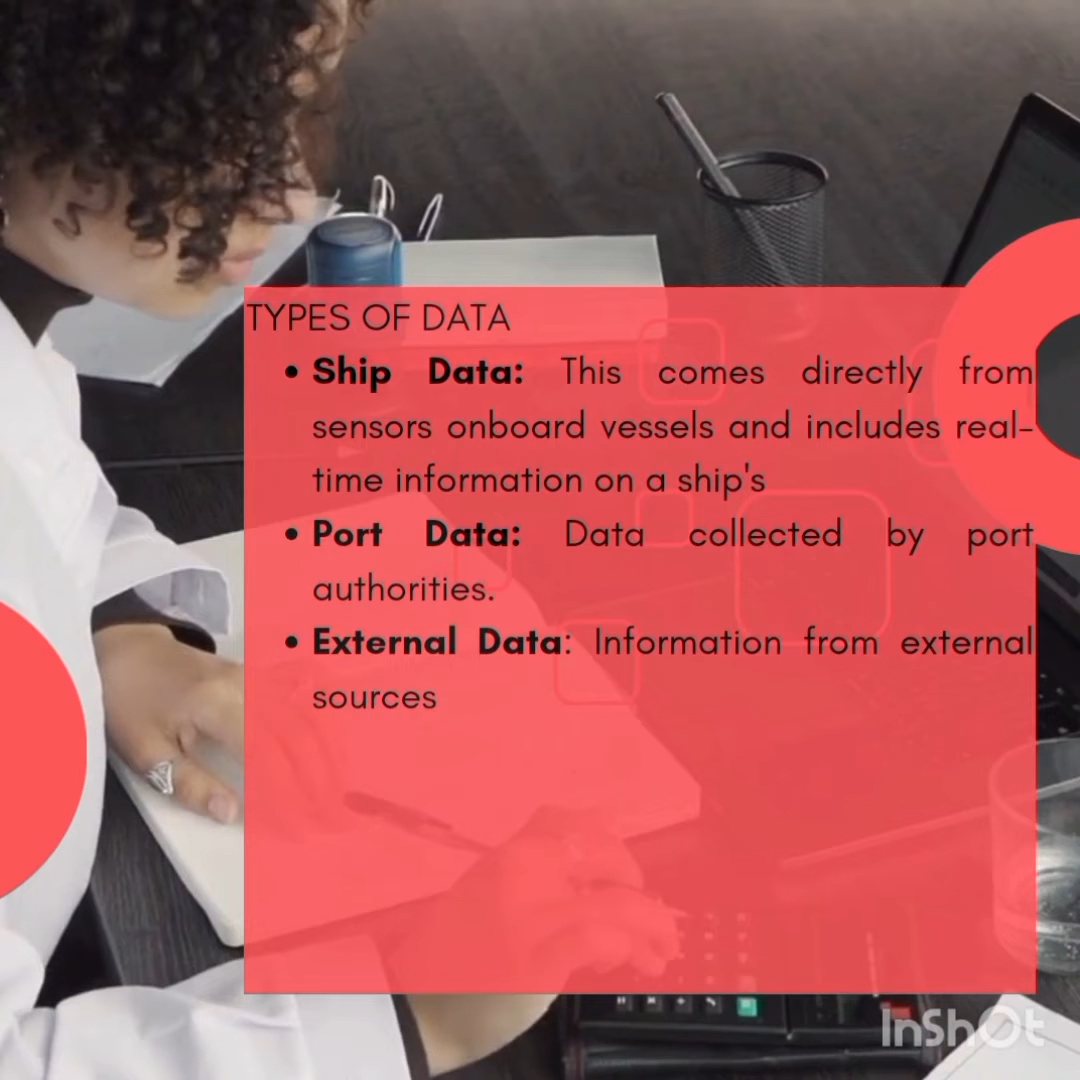 TYPES OF DATA
• Ship Data: This comes directly from
sensors onboard vessels and includes real-
time information on a ship's
• Port Data: Data collected by port
authorities.
• External Data: Information from external
sources
InShOt